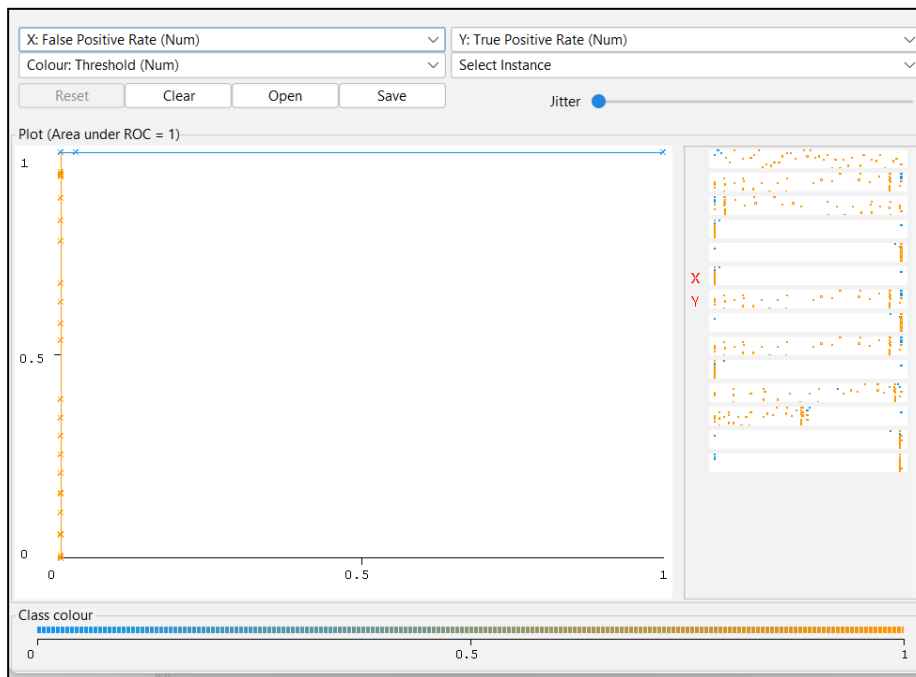 X: False Positive Rate (Num) Y: True Positive Rate (Num)
Colour: Threshold (Num) Select Instance
Reset Clear Open Save Jitter
Plot (Area under ROC = 1)
1
X
Y
0.5
0
0 0.5 1
Class colour
0 0.5 1